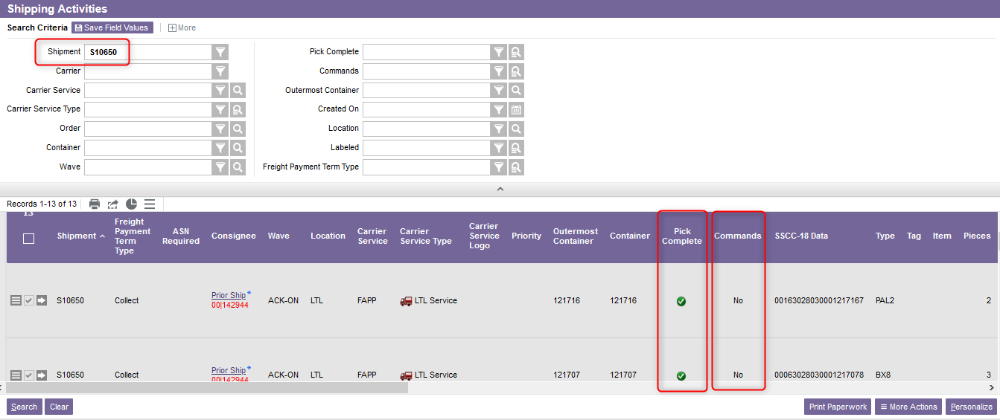 Shipping Activities
Search Criteria Save Field Values More
Shipment S10650
Carrier
Carrier Service
Carrier Service Type
Order
Container
Wave
Pick Complete
Commands
Outermost Container
Created On
Location
Labeled
Freight Payment Term Type
Records 1-13 of 13
13
Shipment
Freight
Payment
Term
Type
ASN
Required
Consignee
Wave
Location
Carrier
Service
Carrier
Service Type
Carrier
Service
Logo
Priority
Outermost
Container
Container
Pick
Complete
Commands
SSCC-18 Data
Type
Tag
Item
Pieces
S10650 Collect Prior Ship+ ACK-ON LTL FAPP LTL Service 121716 121716 No 00163028030001217167 PAL2 2
00|142944
S10650 Collect Prior Ship+ ACK-ON LTL FAPP LTL Service 121707 121707 No 00063028030001217078 BX8 3
00|142944
Search Clear Print Paperwork More Actions Personalize